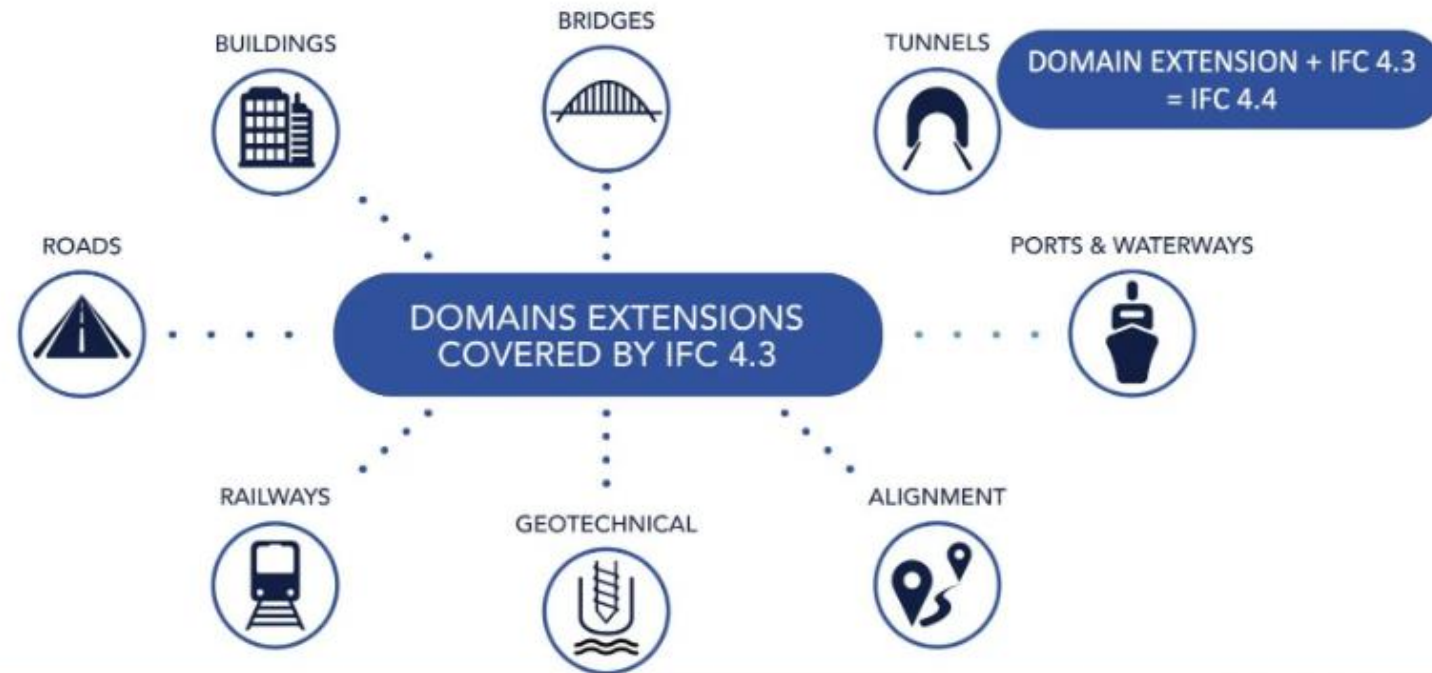 BRIDGES
BUILDINGS
TUNNELS
DOMAIN EXTENSION + IFC 4.3
= IFC 4.4
ROADS
PORTS & WATERWAYS
DOMAINS EXTENSIONS
COVERED BY IFC 4.3
RAILWAYS
GEOTECHNICAL
ALIGNMENT